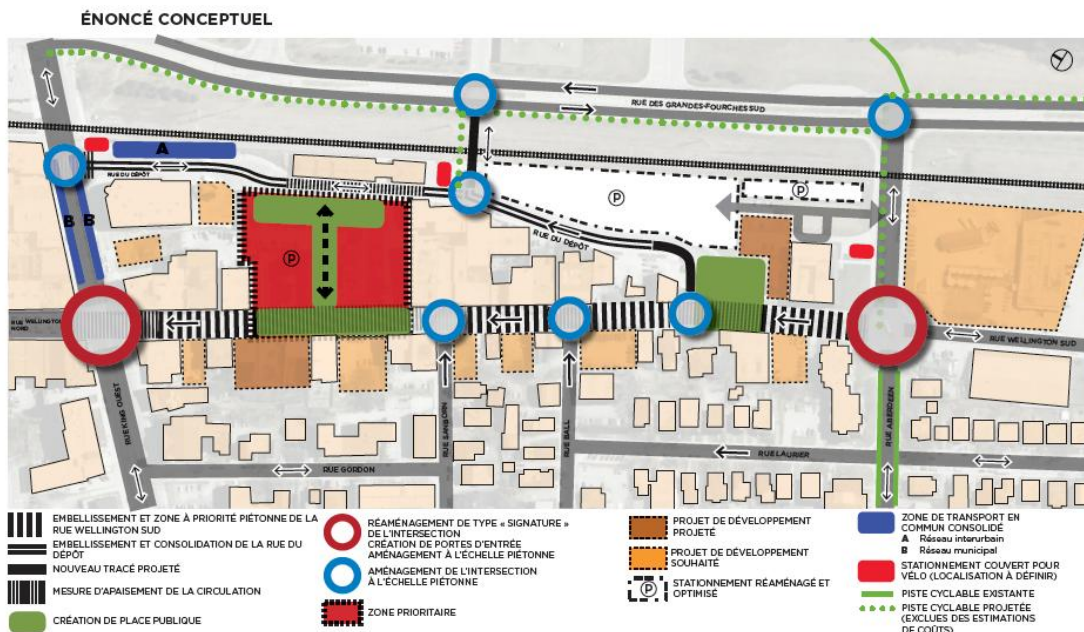 ÉNONCÉ CONCEPTUEL
RUE DES GRANDES-FOURCHES SUD
A
RUE DU DÉPÔT
B B
P
P
P
RUE DU DÉPÔT
RUE WELLINGTON
NORD
RUE WELLINGTON SUD
RUE KING OUEST
RUE SANBORN
RUE BALL
RUE ABERDEEN
RUE GORDON
RUE LAURIER
EMBELLISSEMENT ET ZONE À PRIORITÉ PIÉTONNE DE LA
RUE WELLINGTON SUD
EMBELLISSEMENT ET CONSOLIDATION DE LA RUE DU
DÉPÔT
NOUVEAU TRACÉ PROJETÉ
MESURE D'APAISEMENT DE LA CIRCULATION
CRÉATION DE PLACE PUBLIQUE
RÉAMÉNAGEMENT DE TYPE « SIGNATURE »
DE L'INTERSECTION
CRÉATION DE PORTES D'ENTRÉE
AMÉNAGEMENT À L'ÉCHELLE PIÉTONNE
AMÉNAGEMENT DE L'INTERSECTION
À L'ÉCHELLE PIÉTONNE
ZONE PRIORITAIRE
PROJET DE DÉVELOPPEMENT
PROJETÉ
PROJET DE DÉVELOPPEMENT
SOUHAITÉ
P STATIONNEMENT RÉAMÉNAGÉ ET
OPTIMISÉ
ZONE DE TRANSPORT EN
COMMUN CONSOLIDÉ
A Réseau interurbain
B Réseau municipal
STATIONNEMENT COUVERT POUR
VÉLO (LOCALISATION À DÉFINIR)
PISTE CYCLABLE EXISTANTE
PISTE CYCLABLE PROJETÉE
(EXCLUES DES ESTIMATIONS
DE COÛTS)